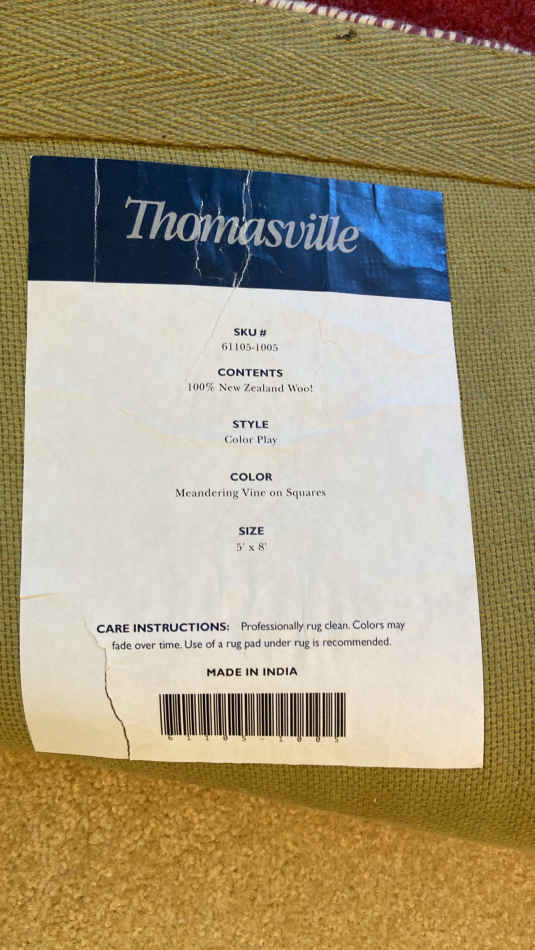 Thomasville
SKU #
61105-1005
CONTENTS
100% New Zealand Wool
STYLE
Color Play
COLOR
Meandering Vine on Squares
SIZE
5' x 8'
CARE INSTRUCTIONS: Professionally rug clean. Colors may
fade over time. Use of a rug pad under rug is recommended.
MADE IN INDIA
61105-1005